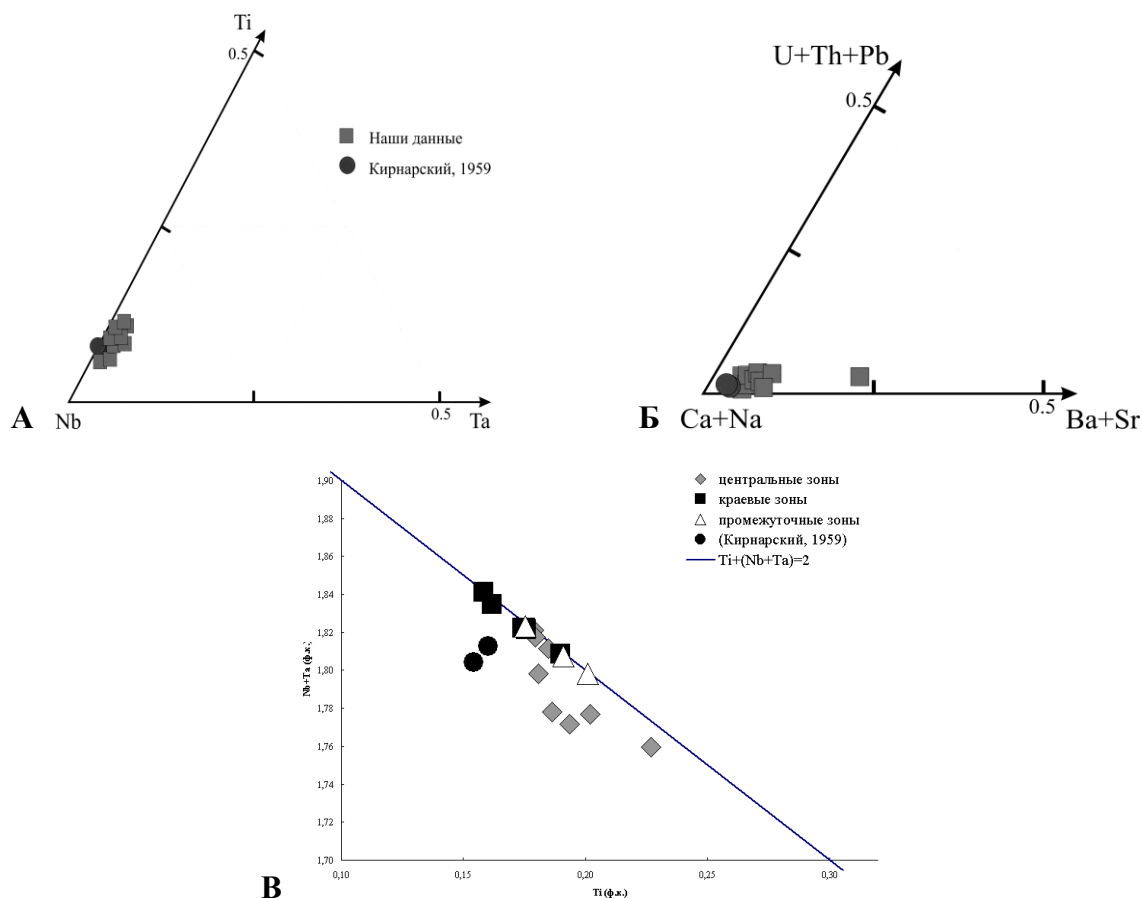 Ti
0.5
Наши данные
Кирнарский, 1959
Nb
0.5
Ta
А
U+Th+Pb
0.5
Ca+Na
0.5
Ba+Sr
Б
центральные зоны
краевые зоны
промежуточные зоны
(Кирнарский, 1959)
Ti+(Nb+Ta)=2
1,90
1,88
1,86
1,84
1,82
1,80
1,78
1,76
1,74
1,72
1,70
Nb+Ta (ф.к.)
0,10
0,15
0,20
0,25
0,30
Ti (ф.к.)
В